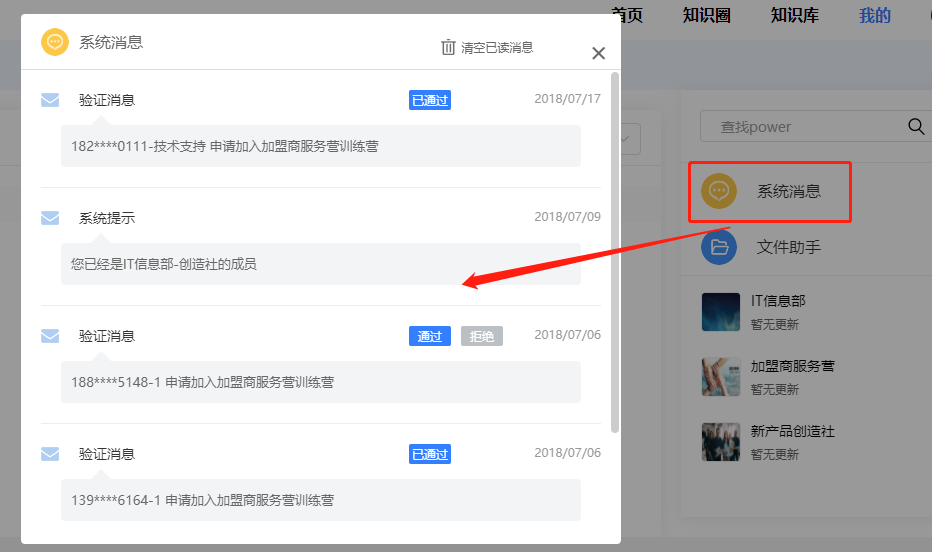 首页 知识圈 知识库 我的
系统消息 清空已读消息
验证消息 已通过 2018/07/17
182****0111-技术支持 申请加入加盟商服务营训练营
系统提示 2018/07/09
您已经是IT信息部-创造社的成员
验证消息 通过 拒绝 2018/07/06
188****5148-1 申请加入加盟商服务营训练营
验证消息 已通过 2018/07/06
139****6164-1 申请加入加盟商服务营训练营
查找power
系统消息
文件助手
IT信息部
暂无更新
加盟商服务营
暂无更新
新产品创造社
暂无更新